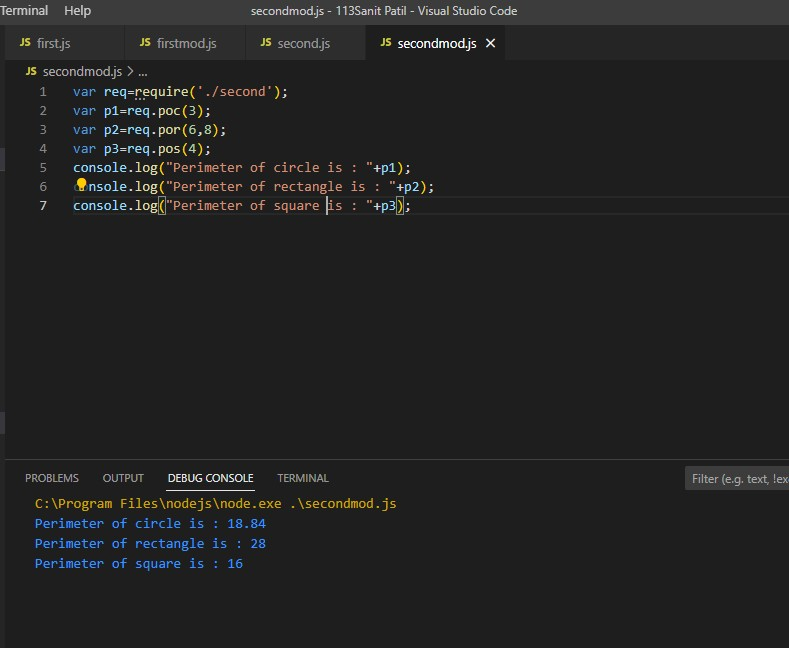 Terminal Help secondmod.js - 113Sanit Patil - Visual Studio Code
JS first.js JS firstmod.js JS second.js JS secondmod.js ×
JS secondmod.js > ...
1 var req=require('./second');
2 var p1=req.poc(3);
3 var p2=req.por(6,8);
4 var p3=req.pos(4);
5 console.log("Perimeter of circle is : "+p1);
6 nsole.log("Perimeter of rectangle is : "+p2);
7 console.log("Perimeter of square is : "+p3);
PROBLEMS OUTPUT DEBUG CONSOLE TERMINAL Filter (e.g. text, !ex
C:\Program Files\nodejs\node.exe .\secondmod.js
Perimeter of circle is : 18.84
Perimeter of rectangle is : 28
Perimeter of square is : 16